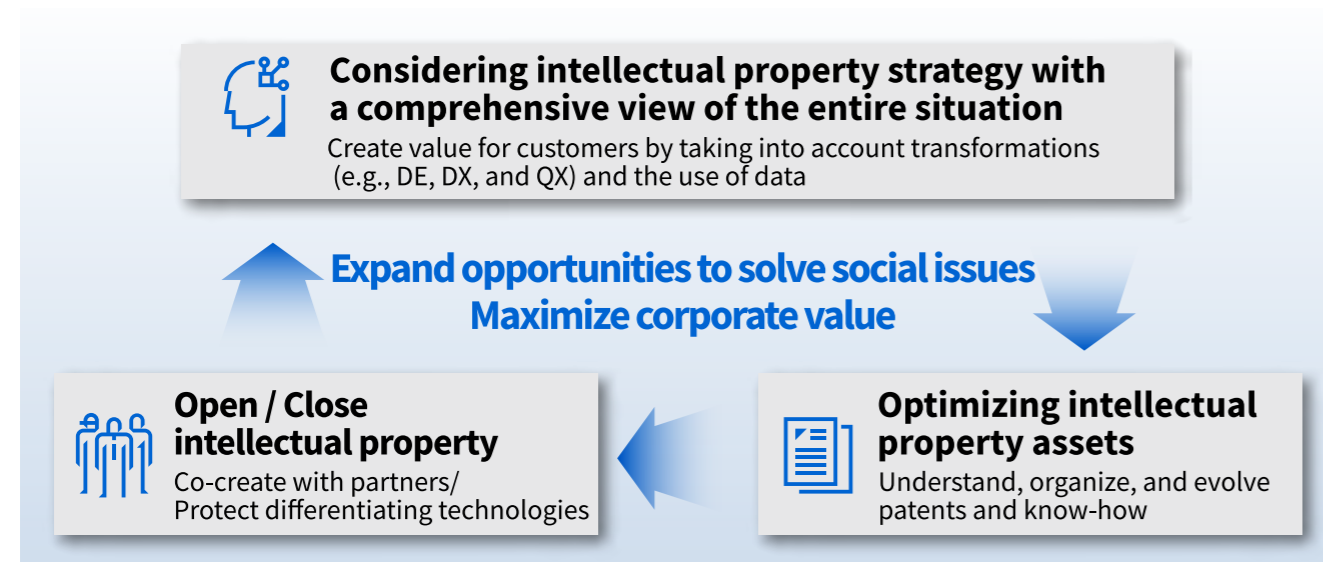 Considering intellectual property strategy with
a comprehensive view of the entire situation
Create value for customers by taking into account transformations
(e.g., DE, DX, and QX) and the use of data
Expand opportunities to solve social issues
Maximize corporate value
Open / Close
intellectual property
Co-create with partners/
Protect differentiating technologies
Optimizing intellectual
property assets
Understand, organize, and evolve
patents and know-how